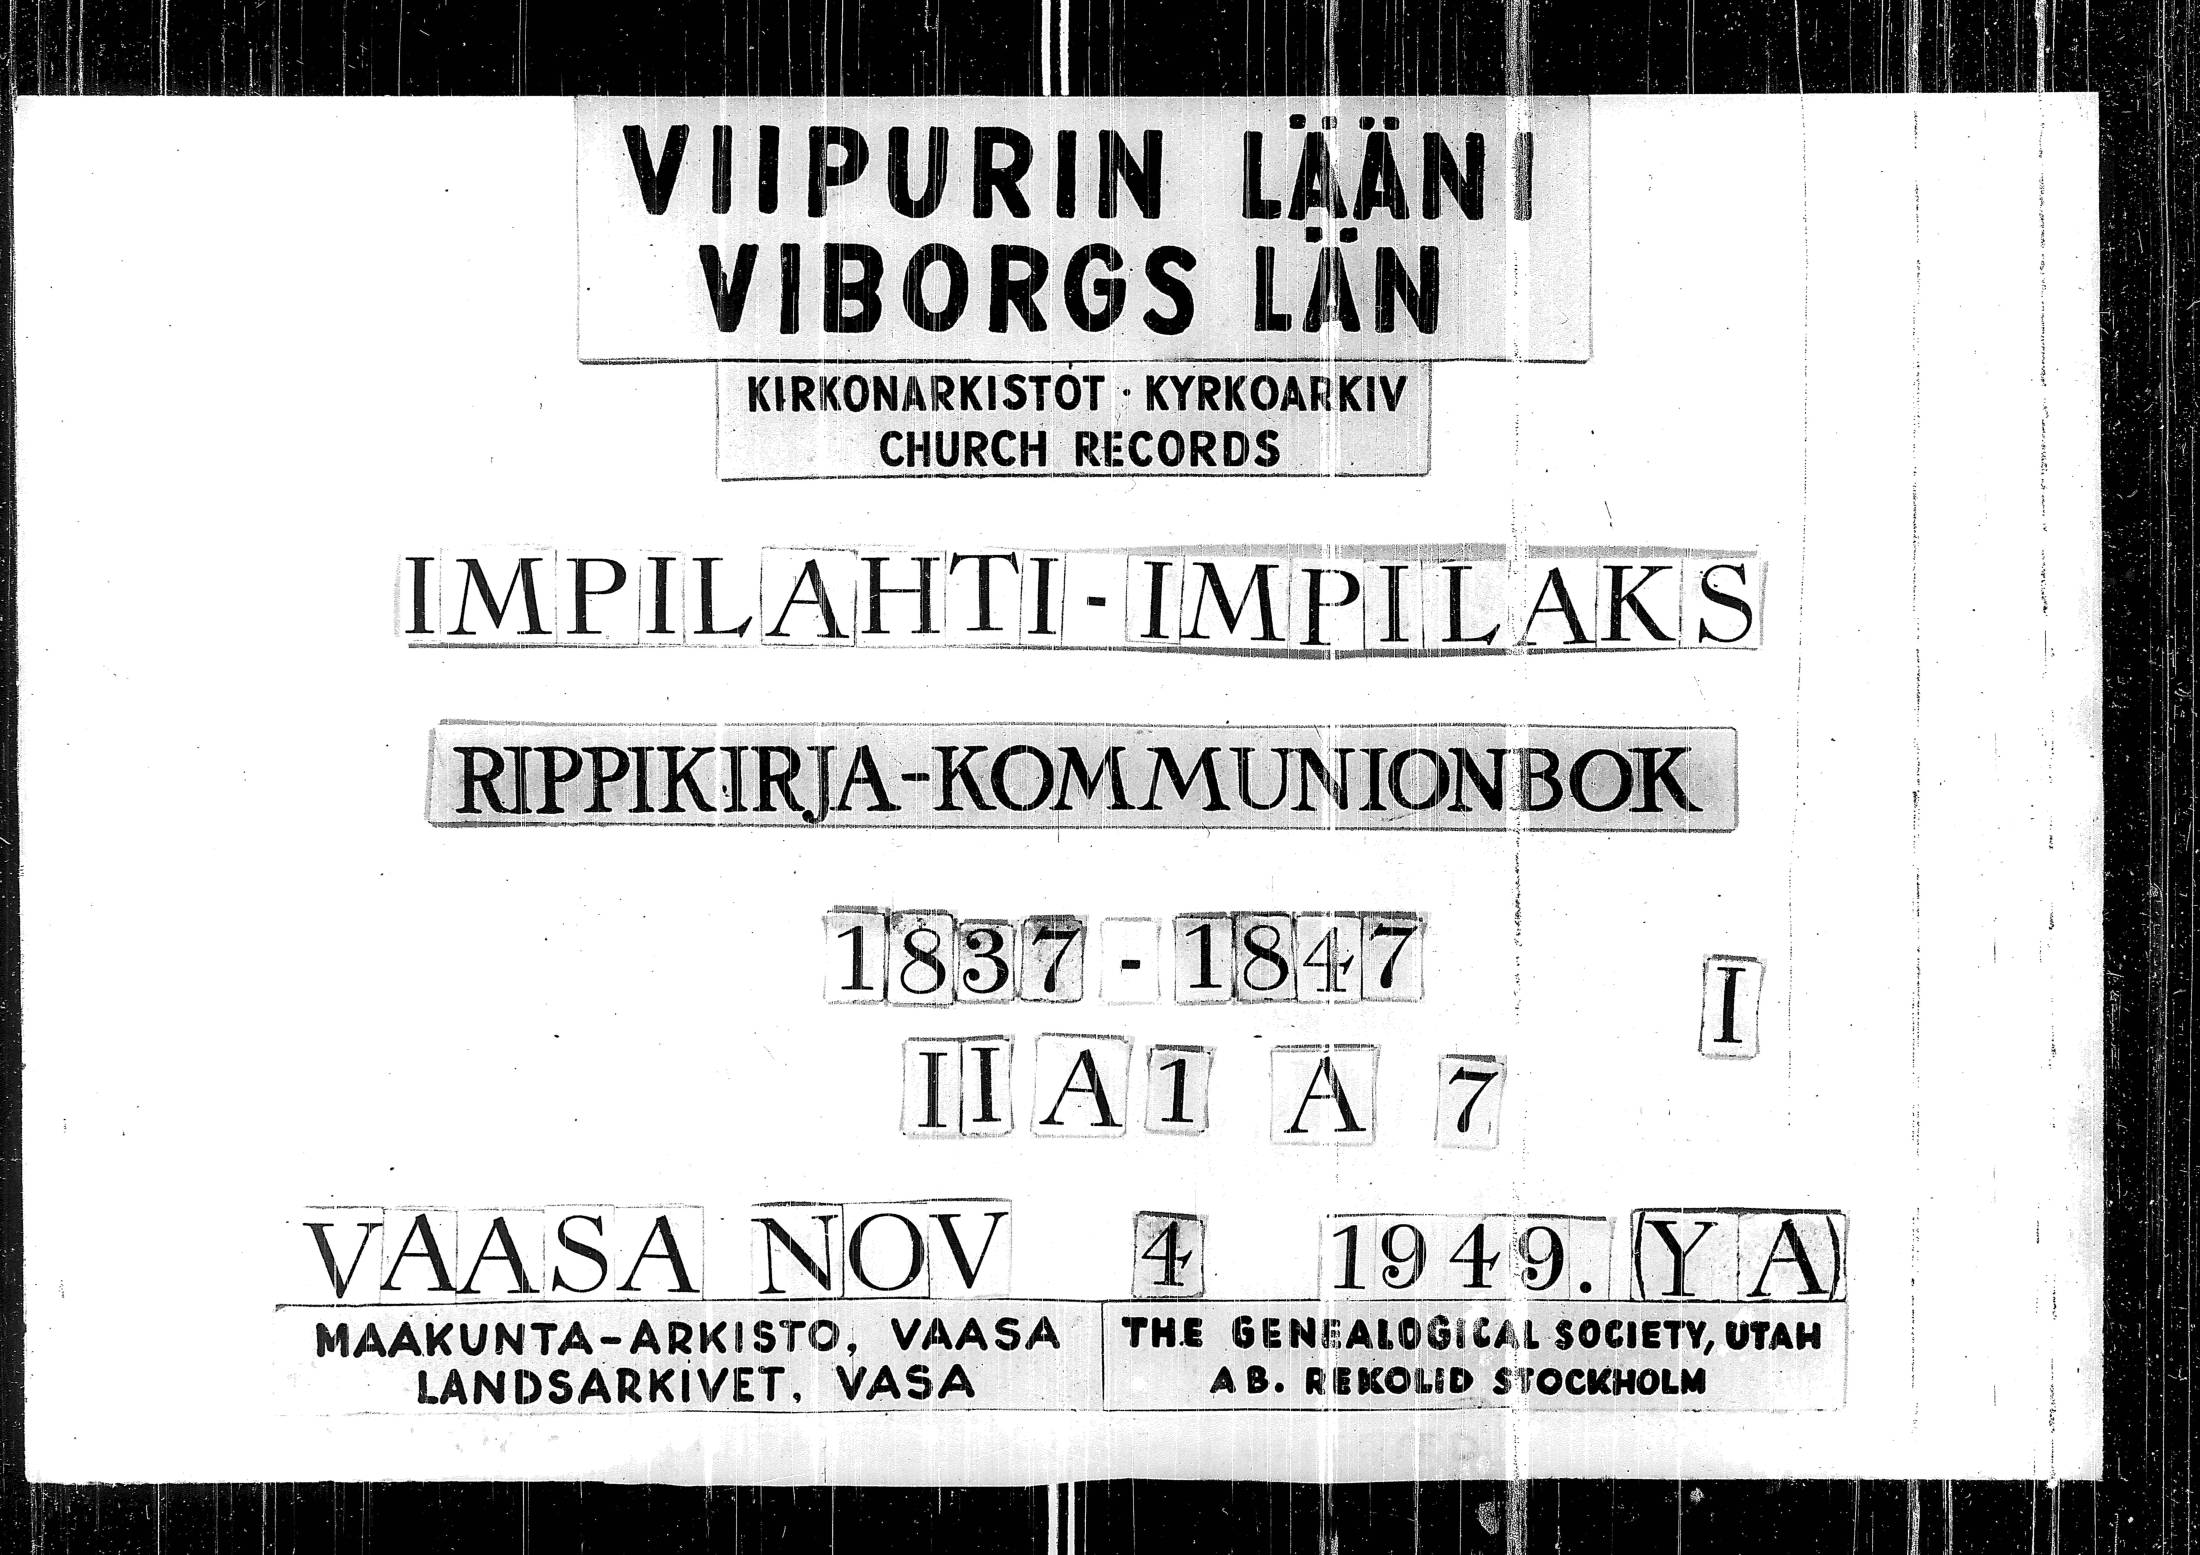 VIIPURIN LÄÄNI
VIBORGS LÄN
KIRKONARKISTOT · KYRKOARKIV
CHURCH RECORDS
IMPILAHTI - IMPILAKS
RIPPIKIRJA-KOMMUNIONBOK
1837 - 1847
I
II A 1 A 7
VAASA NOV 4 1949. (YA)
MAAKUNTA-ARKISTO, VAASA
LANDSARKIVET, VASA
THE GENEALOGICAL SOCIETY, UTAH
AB. REKOLID STOCKHOLM